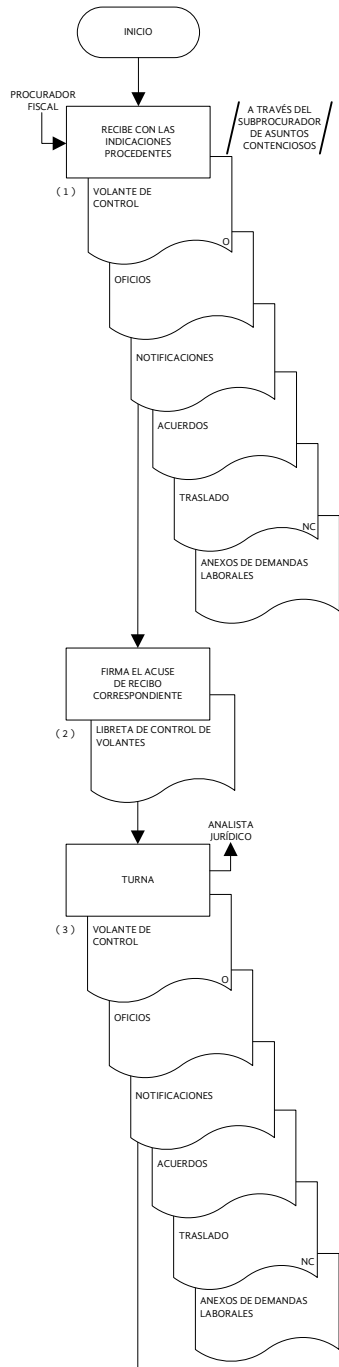 INICIO
PROCURADOR
FISCAL
RECIBE CON LAS
INDICACIONES
PROCEDENTES
A TRAVÉS DEL
SUBPROCURADOR
DE ASUNTOS
CONTENCIOSOS
( 1 )
VOLANTE DE
CONTROL
O
OFICIOS
NOTIFICACIONES
ACUERDOS
TRASLADO
NC
ANEXOS DE DEMANDAS
LABORALES
FIRMA EL ACUSE
DE RECIBO
CORRESPONDIENTE
( 2 )
LIBRETA DE CONTROL DE
VOLANTES
ANALISTA
JURÍDICO
TURNA
( 3 )
VOLANTE DE
CONTROL
O
OFICIOS
NOTIFICACIONES
ACUERDOS
TRASLADO
NC
ANEXOS DE DEMANDAS
LABORALES